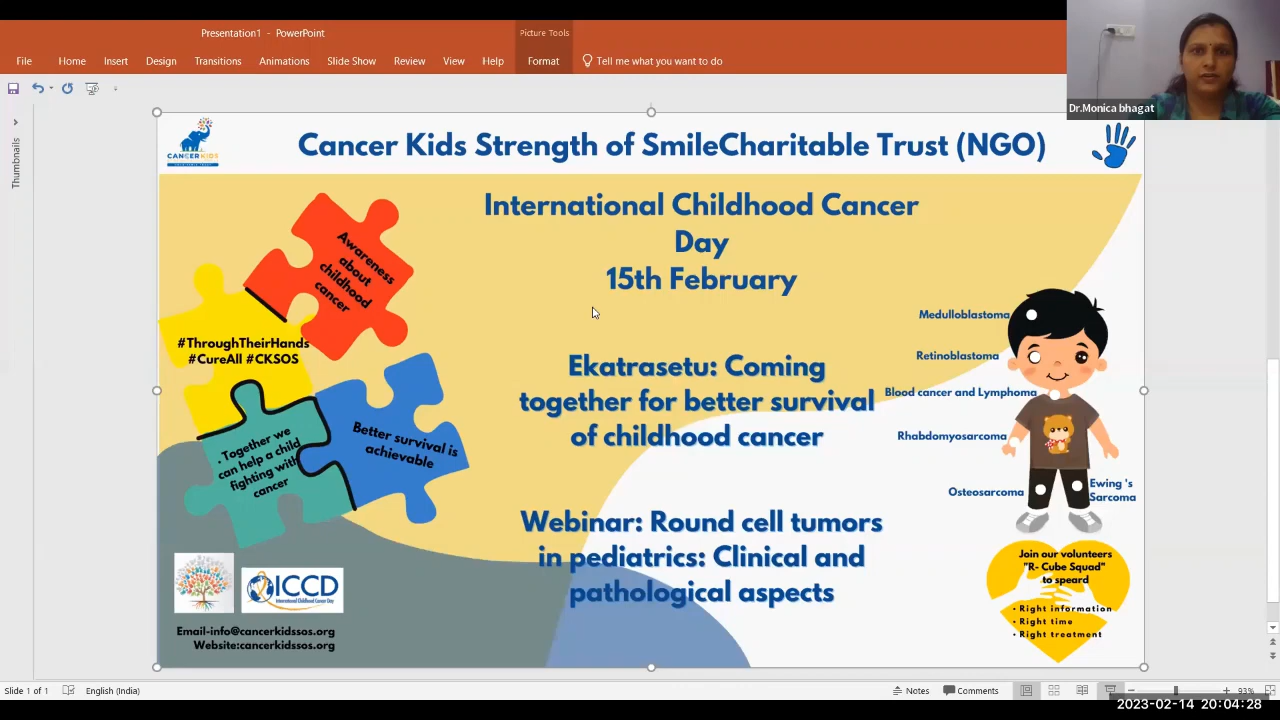 Presentation1 - PowerPoint
Picture Tools
File Home Insert Design Transitions Animations Slide Show Review View Help Format Tell me what you want to do
Dr.Monica bhagat
Thumbnails
CANCER KIDS
Cancer Kids Strength of SmileCharitable Trust (NGO)
International Childhood Cancer
Day
15th February
Awareness
about
childhood
cancer
#ThroughTheirHands
#CureAll #CKSOS
. Together we
can help a child
fighting with
cancer
Better survival is
achievable
Ekatrasetu: Coming
together for better survival
of childhood cancer
Webinar: Round cell tumors
in pediatrics: Clinical and
pathological aspects
Medulloblastoma
Retinoblastoma
Blood cancer and Lymphoma
Rhabdomyosarcoma
Osteosarcoma
Ewing 's
Sarcoma
Join our volunteers
"R- Cube Squad"
to speard
• Right information
• Right time
• Right treatment
ICCD
International Childhood Cancer Day
Email-info@cancerkidssos.org
Website:cancerkidssos.org
Slide 1 of 1 English (India) Notes Comments 93%
2023-02-14 20:04:28